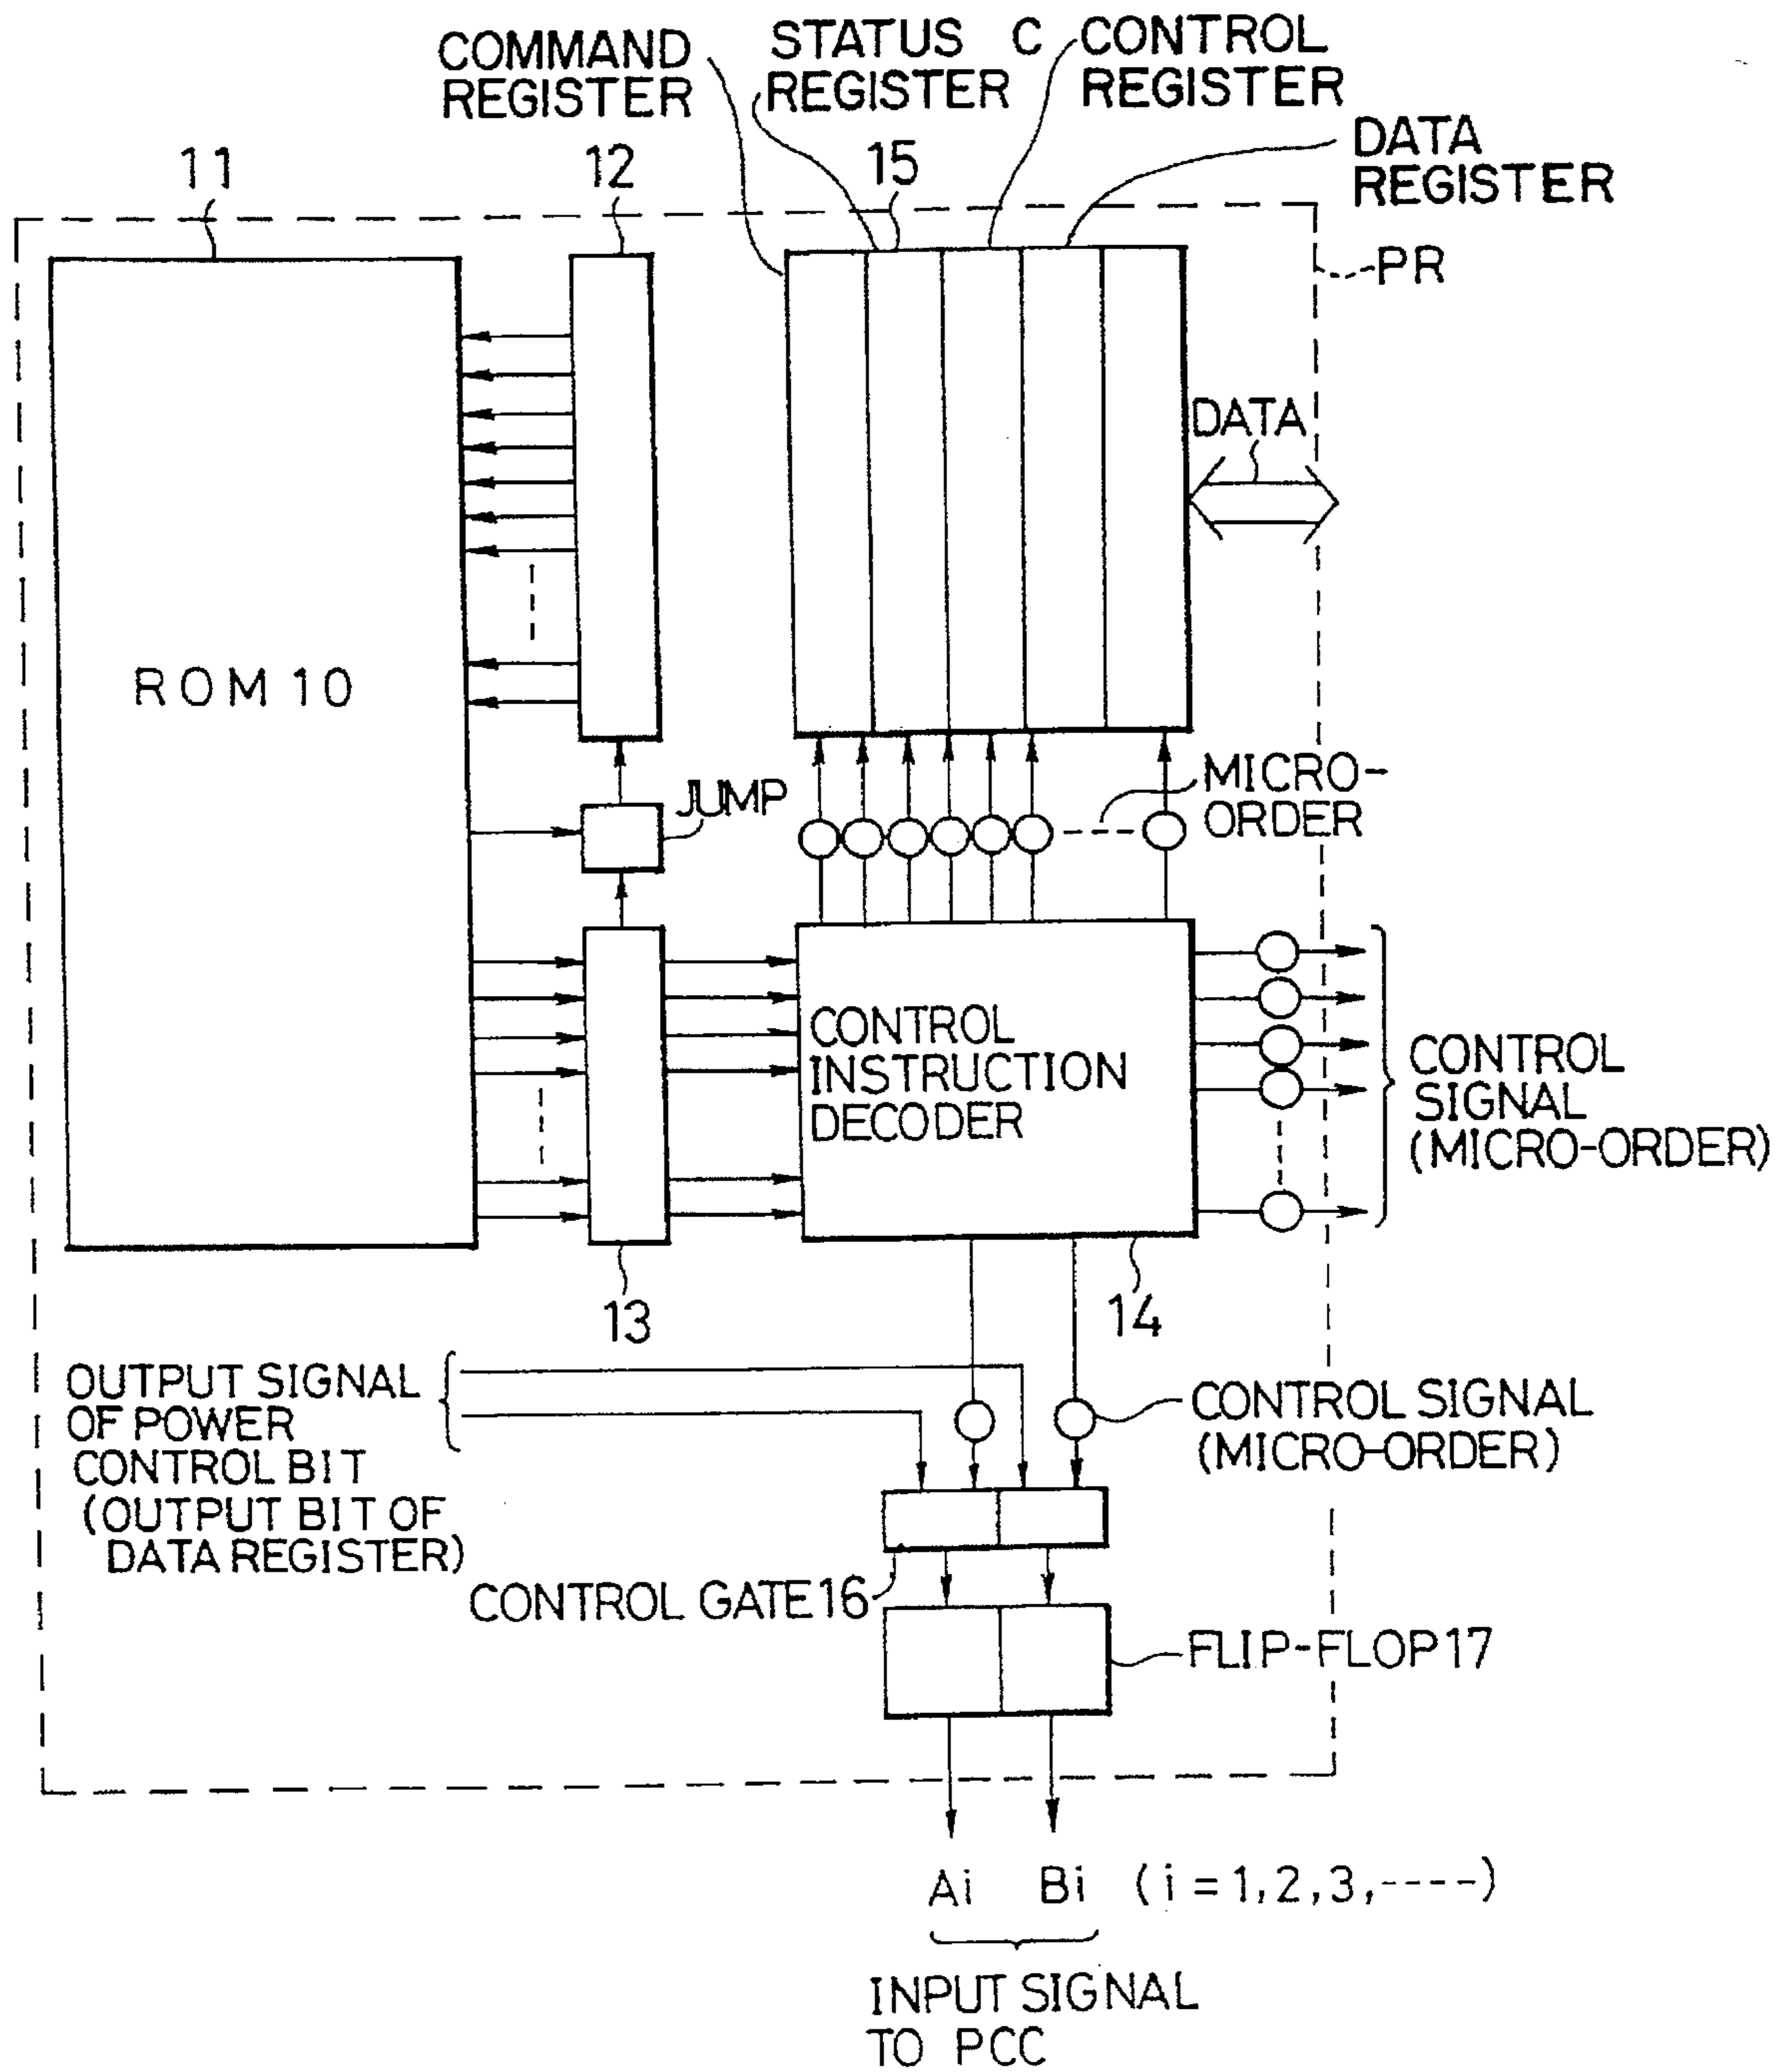 COMMAND
REGISTER
STATUS
REGISTER
C
CONTROL
REGISTER
DATA
REGISTER
11
12
15
PR
DATA
ROM 10
JUMP
MICRO-
ORDER
CONTROL
INSTRUCTION
DECODER
CONTROL
SIGNAL
(MICRO-ORDER)
13
14
OUTPUT SIGNAL
OF POWER
CONTROL BIT
(OUTPUT BIT OF
DATA REGISTER)
CONTROL SIGNAL
(MICRO-ORDER)
CONTROL GATE 16
FLIP-FLOP 17
Ai Bi (i = 1, 2, 3, ----)
INPUT SIGNAL
TO PCC